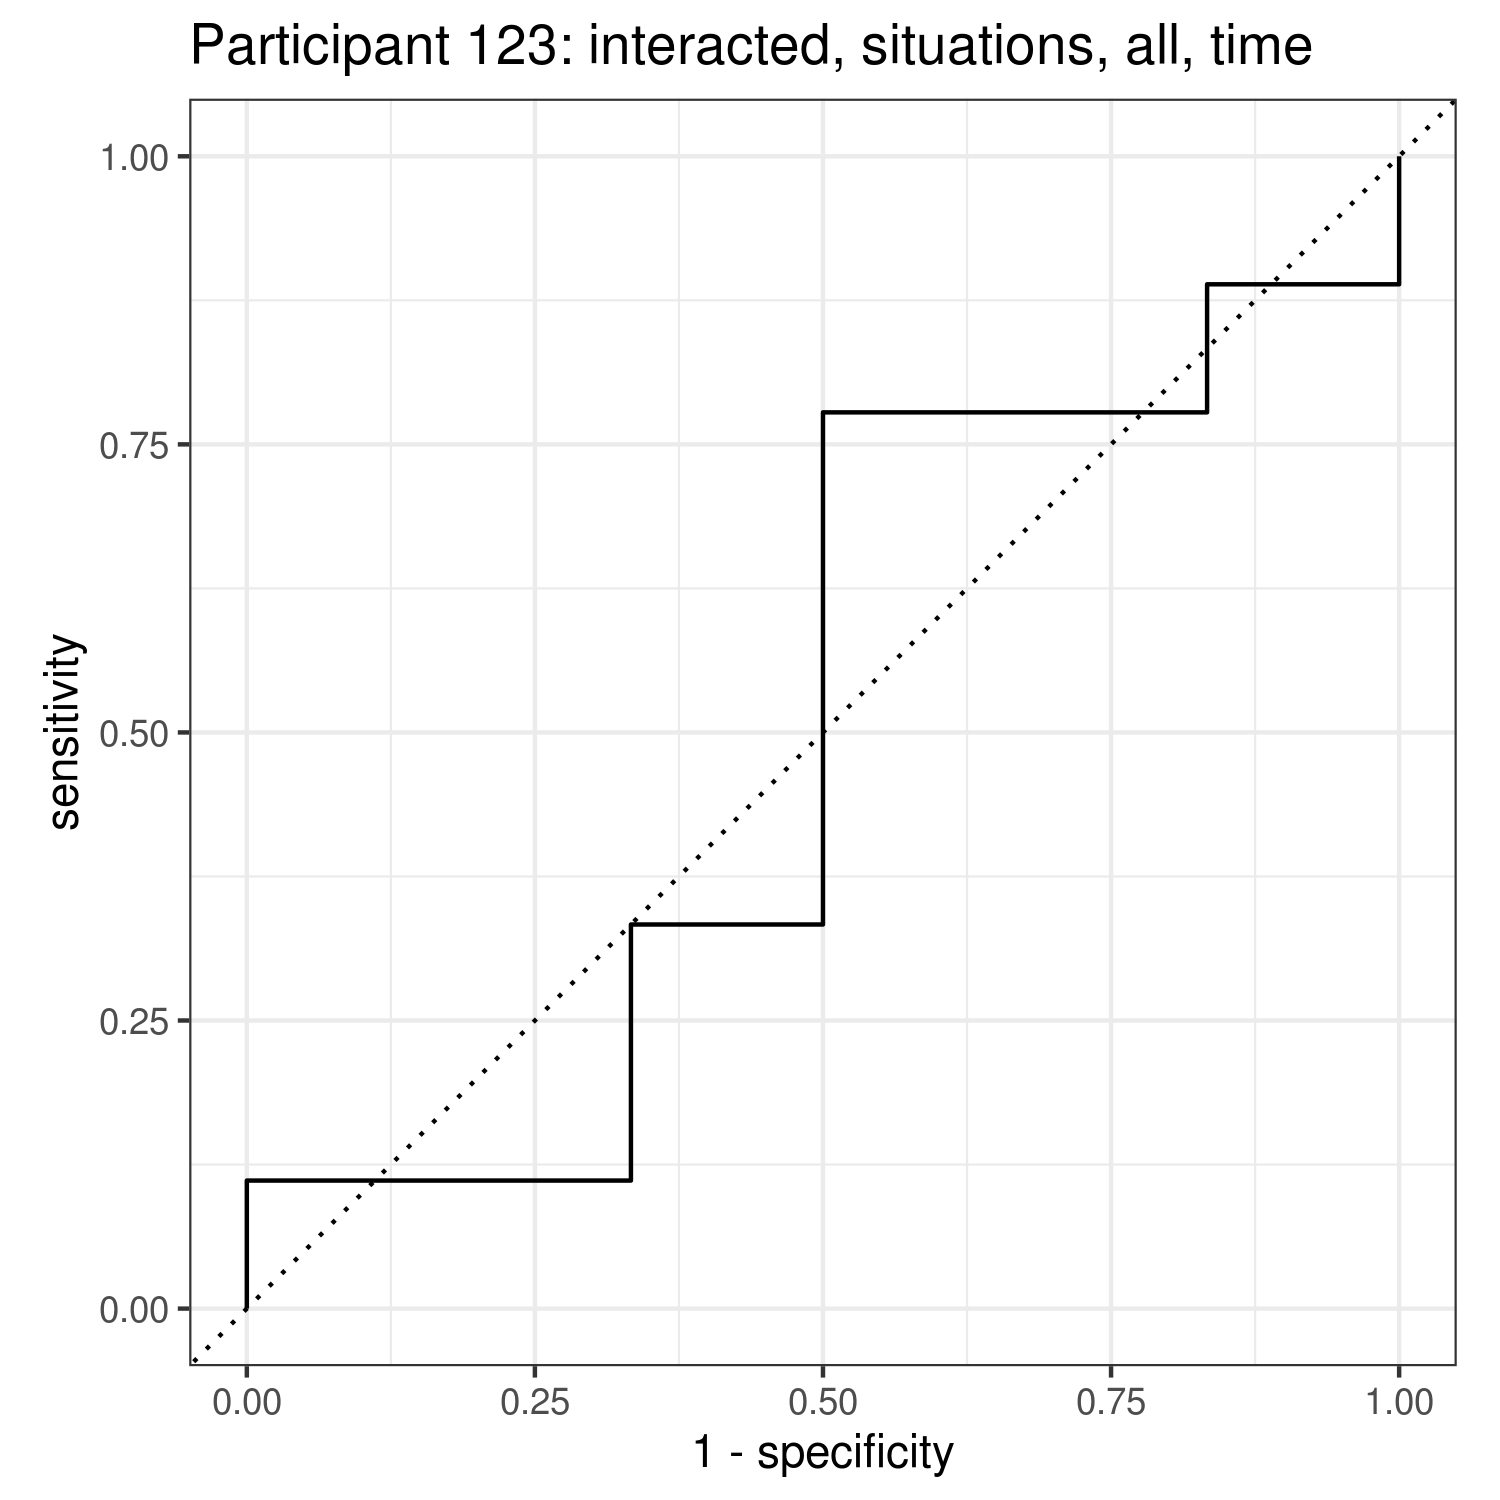 Participant 123: interacted, situations, all, time
1.00
0.75
0.50
0.25
0.00
sensitivity
0.00 0.25 0.50 0.75 1.00
1 - specificity